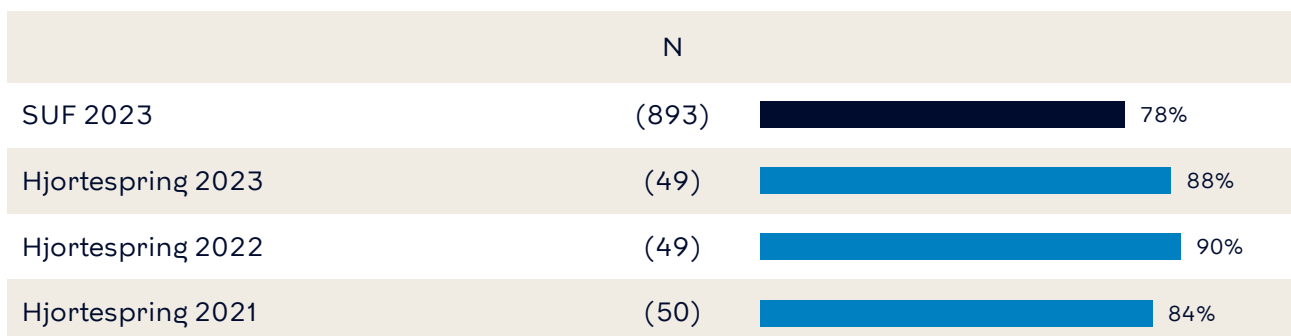 N
SUF 2023 (893) 78%
Hjortespring 2023 (49) 88%
Hjortespring 2022 (49) 90%
Hjortespring 2021 (50) 84%